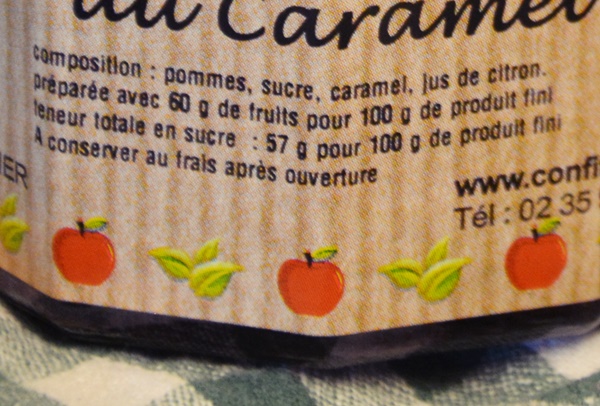 au Caramel
composition : pommes, sucre, caramel, jus de citron.
préparée avec 60 g de fruits pour 100 g de produit fini
teneur totale en sucre : 57 g pour 100 g de produit fini
A conserver au frais après ouverture
IER
www.confi
Tél : 02 35